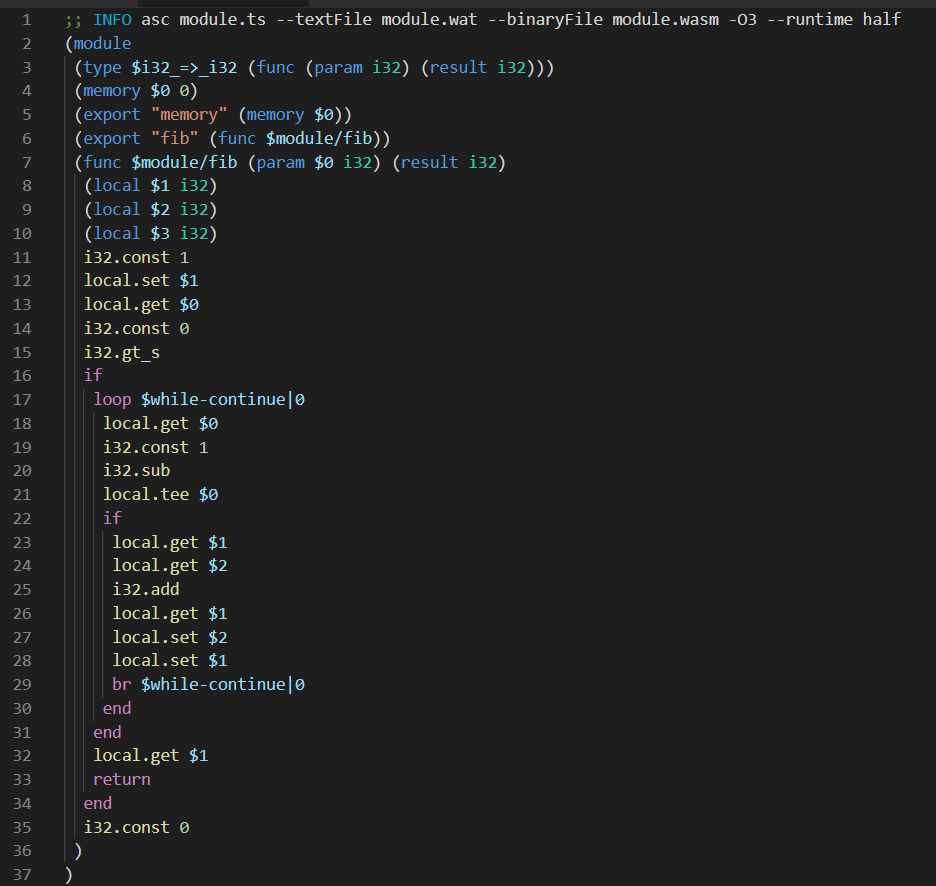 1 ;; INFO asc module.ts --textFile module.wat --binaryFile module.wasm -O3 --runtime half
2 (module
3 (type $i32_=>_i32 (func (param i32) (result i32)))
4 (memory $0 0)
5 (export "memory" (memory $0))
6 (export "fib" (func $module/fib))
7 (func $module/fib (param $0 i32) (result i32)
8 (local $1 i32)
9 (local $2 i32)
10 (local $3 i32)
11 i32.const 1
12 local.set $1
13 local.get $0
14 i32.const 0
15 i32.gt_s
16 if
17 loop $while-continue|0
18 local.get $0
19 i32.const 1
20 i32.sub
21 local.tee $0
22 if
23 local.get $1
24 local.get $2
25 i32.add
26 local.get $1
27 local.set $2
28 local.set $1
29 br $while-continue|0
30 end
31 end
32 local.get $1
33 return
34 end
35 i32.const 0
36 )
37 )